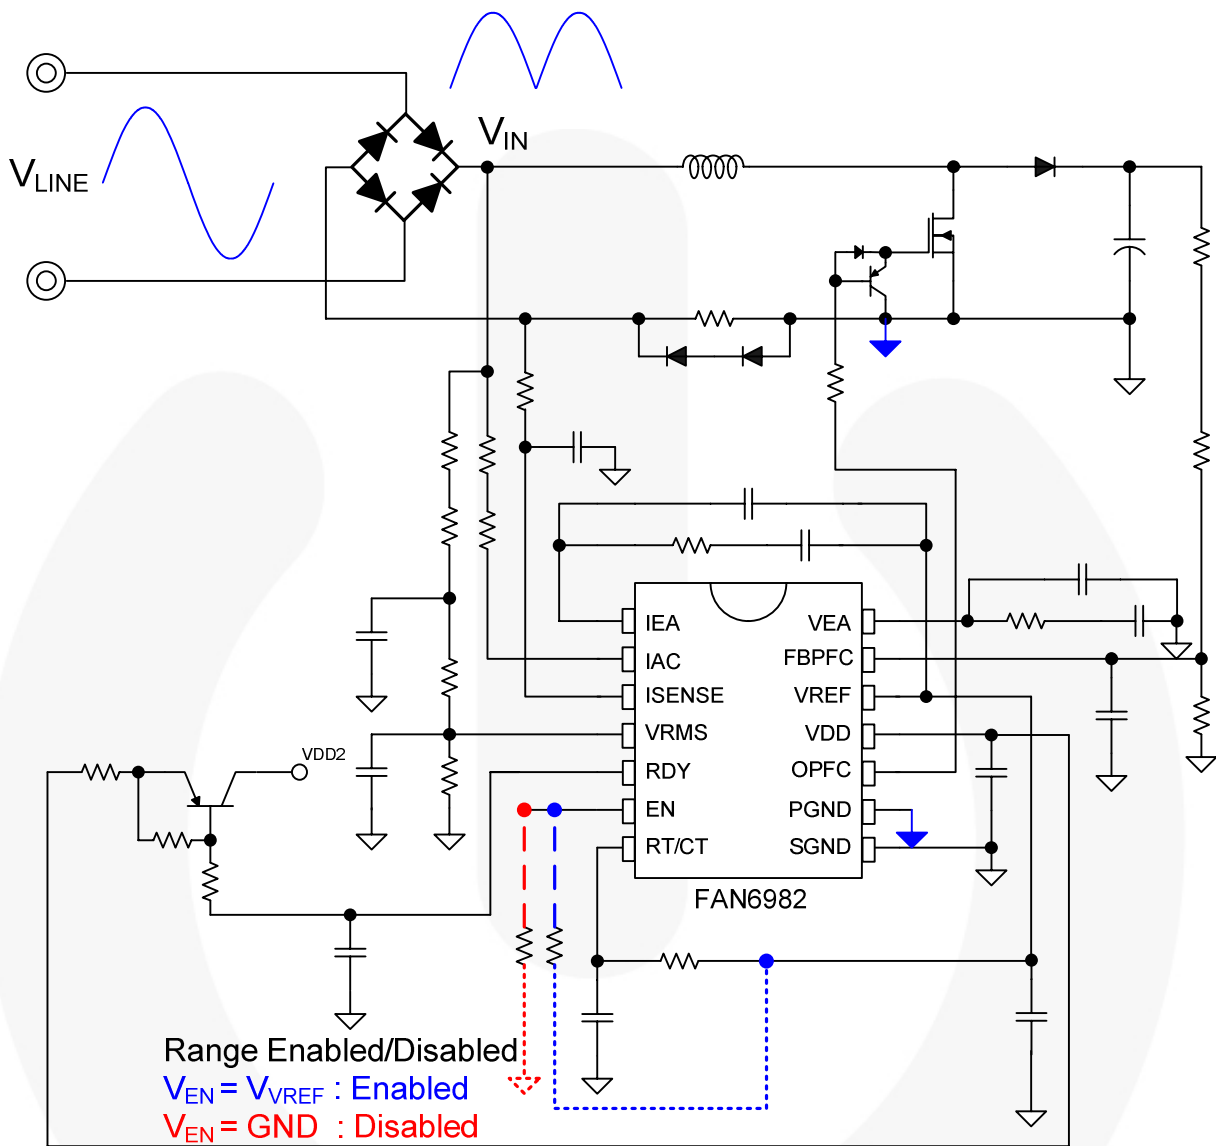 VIN
VLINE
IEA
IAC
ISENSE
VRMS
RDY
EN
RT/CT
VEA
FBPFC
VREF
VDD
OPFC
PGND
SGND
FAN6982
VDD2
Range Enabled/Disabled
VEN = VVREF : Enabled
VEN = GND : Disabled